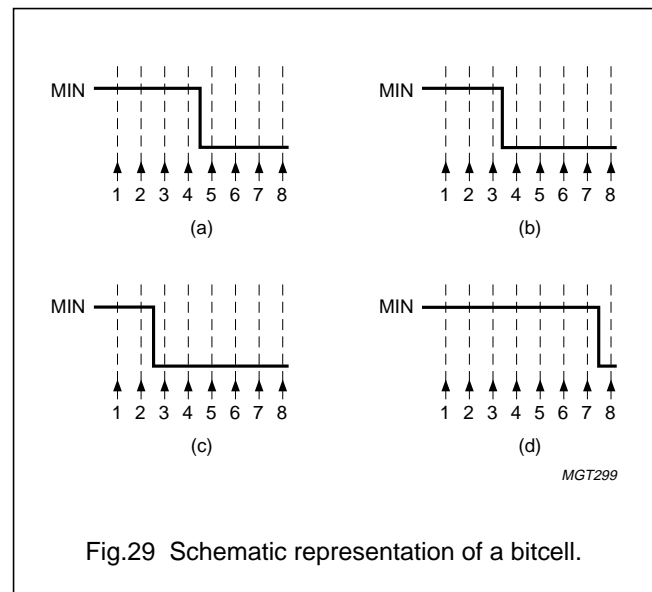 MIN MIN
1 2 3 4 5 6 7 8 1 2 3 4 5 6 7 8
(a) (b)
MIN MIN
1 2 3 4 5 6 7 8 1 2 3 4 5 6 7 8
(c) (d)
MGT299
Fig.29 Schematic representation of a bitcell.